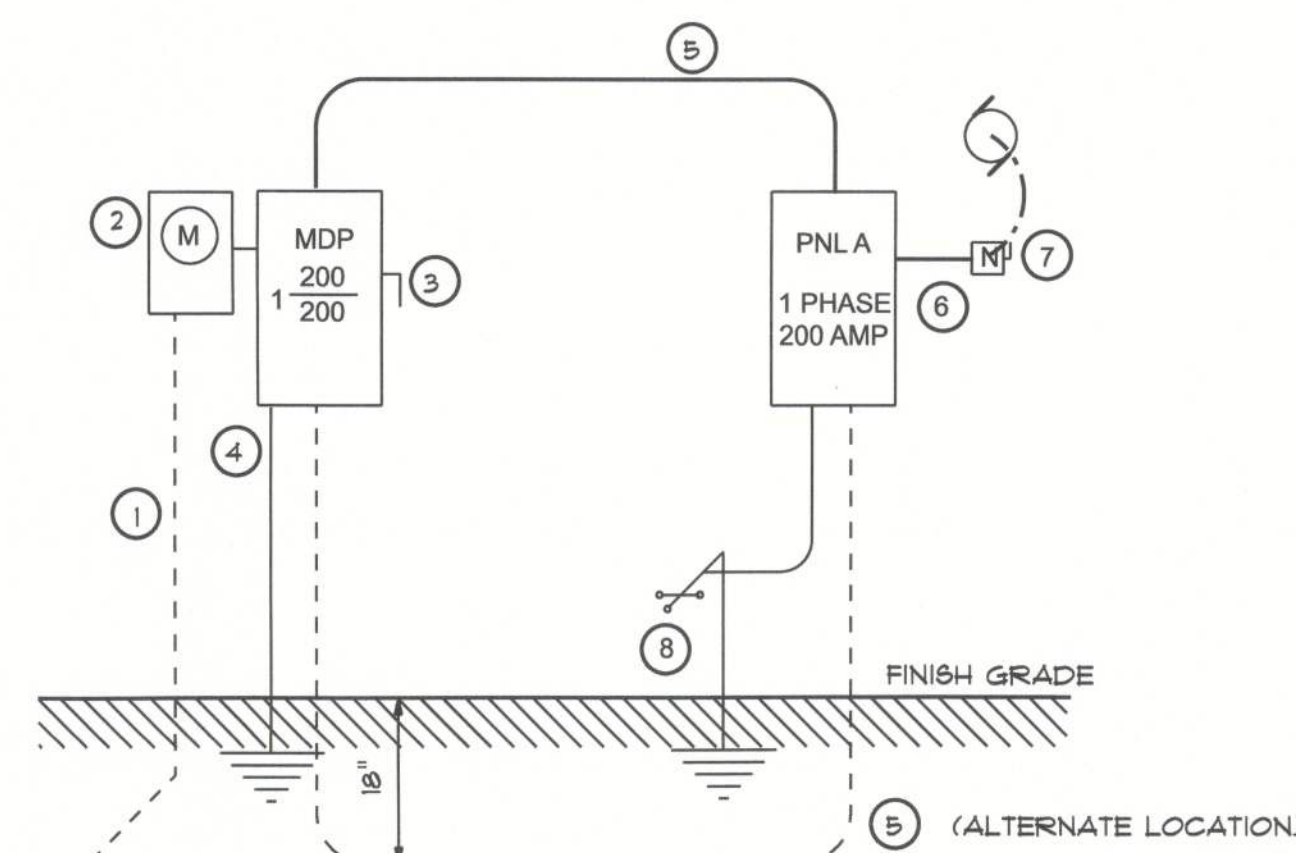 5
2
M
MDP
1 200
200
3
PNL A
1 PHASE
200 AMP
N
7
6
4
1
8
FINISH GRADE
18"
5 (ALTERNATE LOCATION.